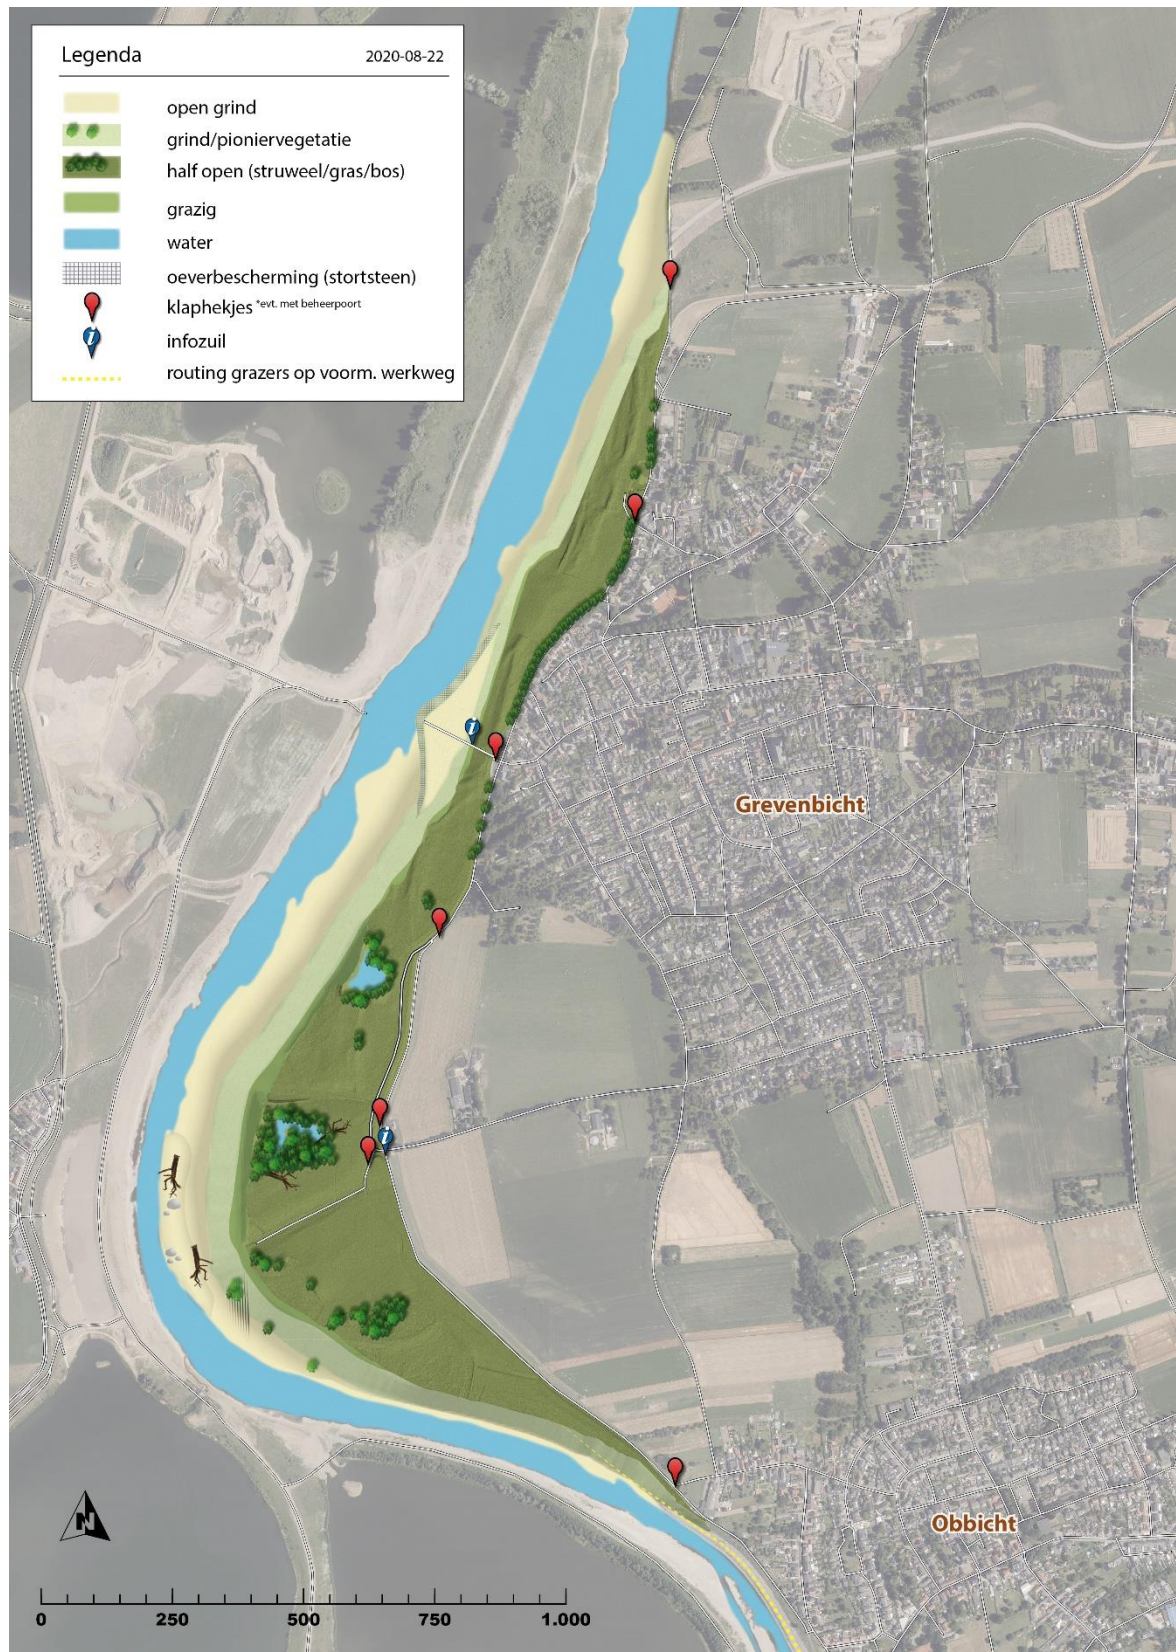 Legenda 2020-08-22
open grind
grind/pioniervegetatie
half open (struweel/gras/bos)
grazig
water
oeverbescherming (stortsteen)
klaphekjes *evt. met beheerpoort
infozuil
routing grazers op voorm. werkweg
i
Grevenbicht
i
Obbicht
N
0 250 500 750 1.000